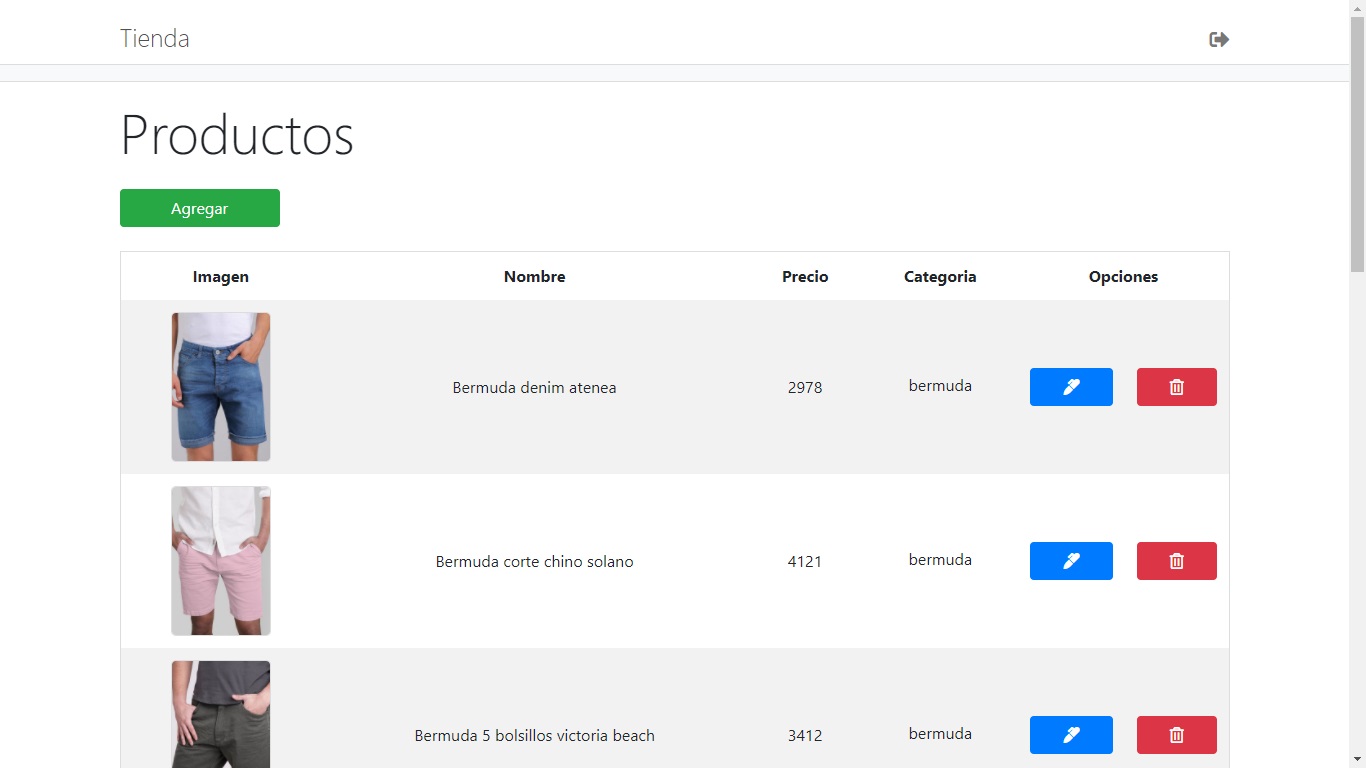 Tienda
Productos
Agregar
Imagen Nombre Precio Categoria Opciones
Bermuda denim atenea 2978 bermuda
Bermuda corte chino solano 4121 bermuda
Bermuda 5 bolsillos victoria beach 3412 bermuda